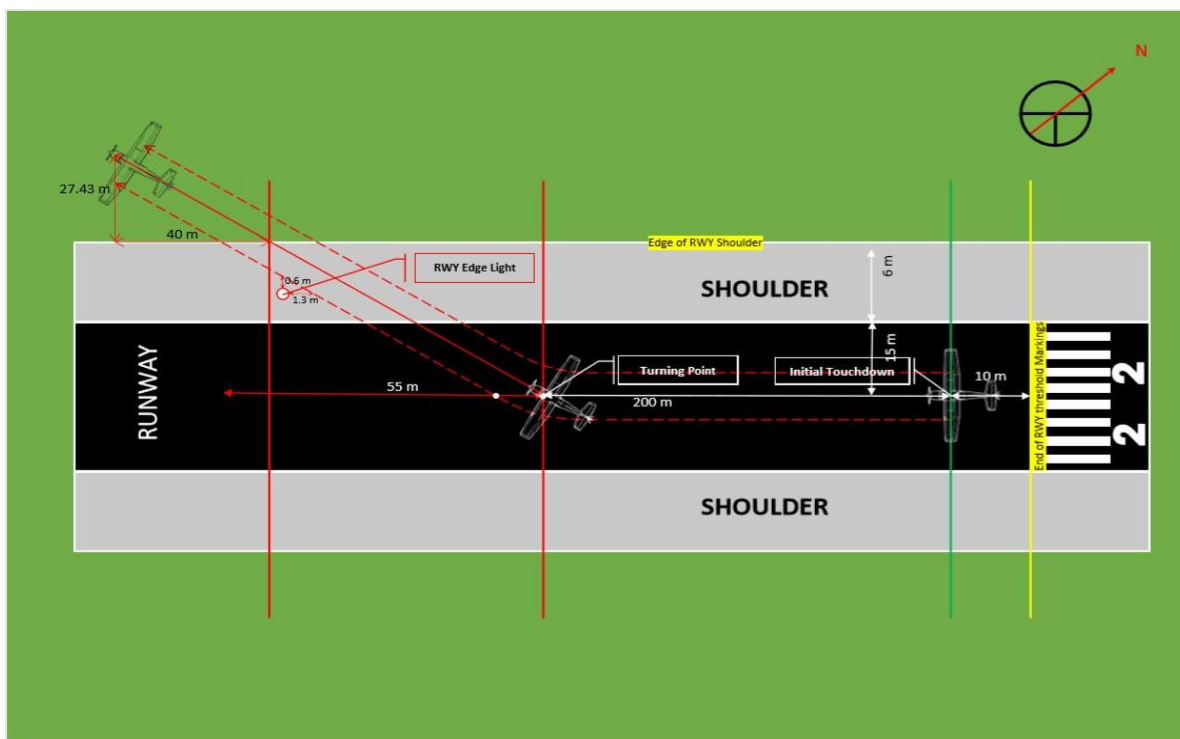 N
27.43 m
40 m
Edge of RWY Shoulder
RWY Edge Light
0.6 m
1.3 m
6 m
SHOULDER
15 m
RUNWAY
55 m
Turning Point
Initial Touchdown
200 m
10 m
End of RWY threshold Markings
2
2
SHOULDER